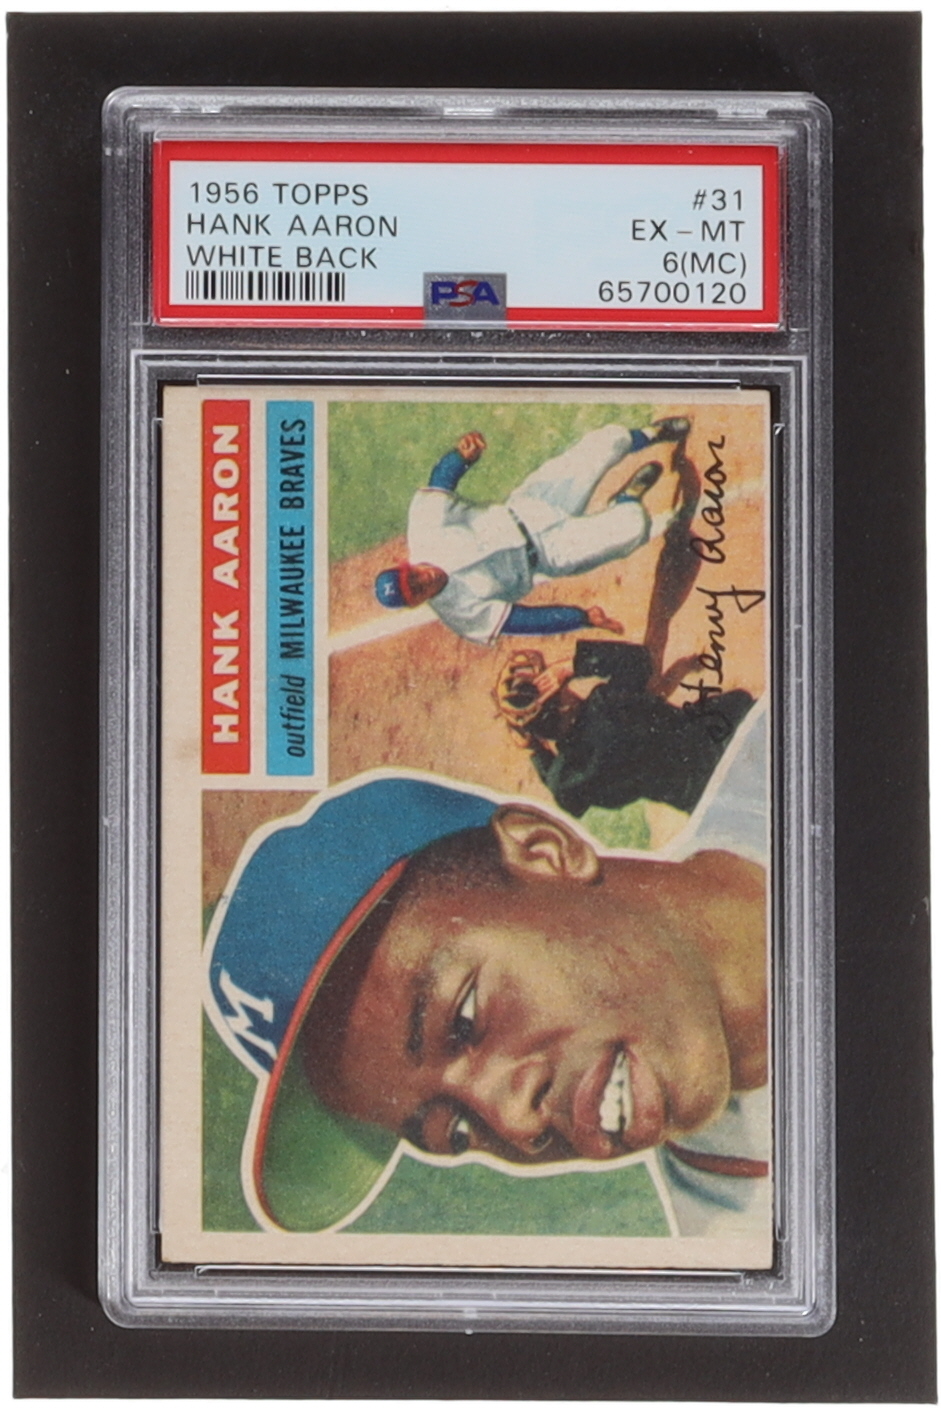 1956 TOPPS #31
HANK AARON EX - MT
WHITE BACK 6(MC)
PSA 65700120
HANK AARON
outfield MILWAUKEE BRAVES
M
M
Henry Aaron